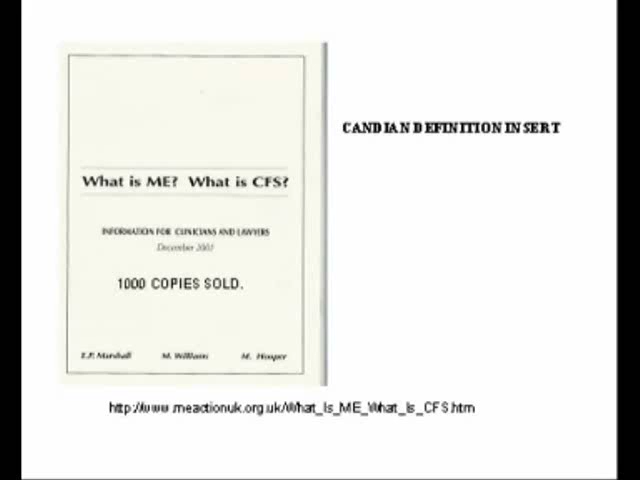 CANDIAN DEFINITION INSERT
What is ME? What is CFS?
INFORMATION FOR CLINICIANS AND LAWYERS
December 2001
1000 COPIES SOLD.
E.P. Marshall M. Williams M. Hooper
http://www.meactionuk.org.uk/What_Is_ME_What_Is_CFS.htm